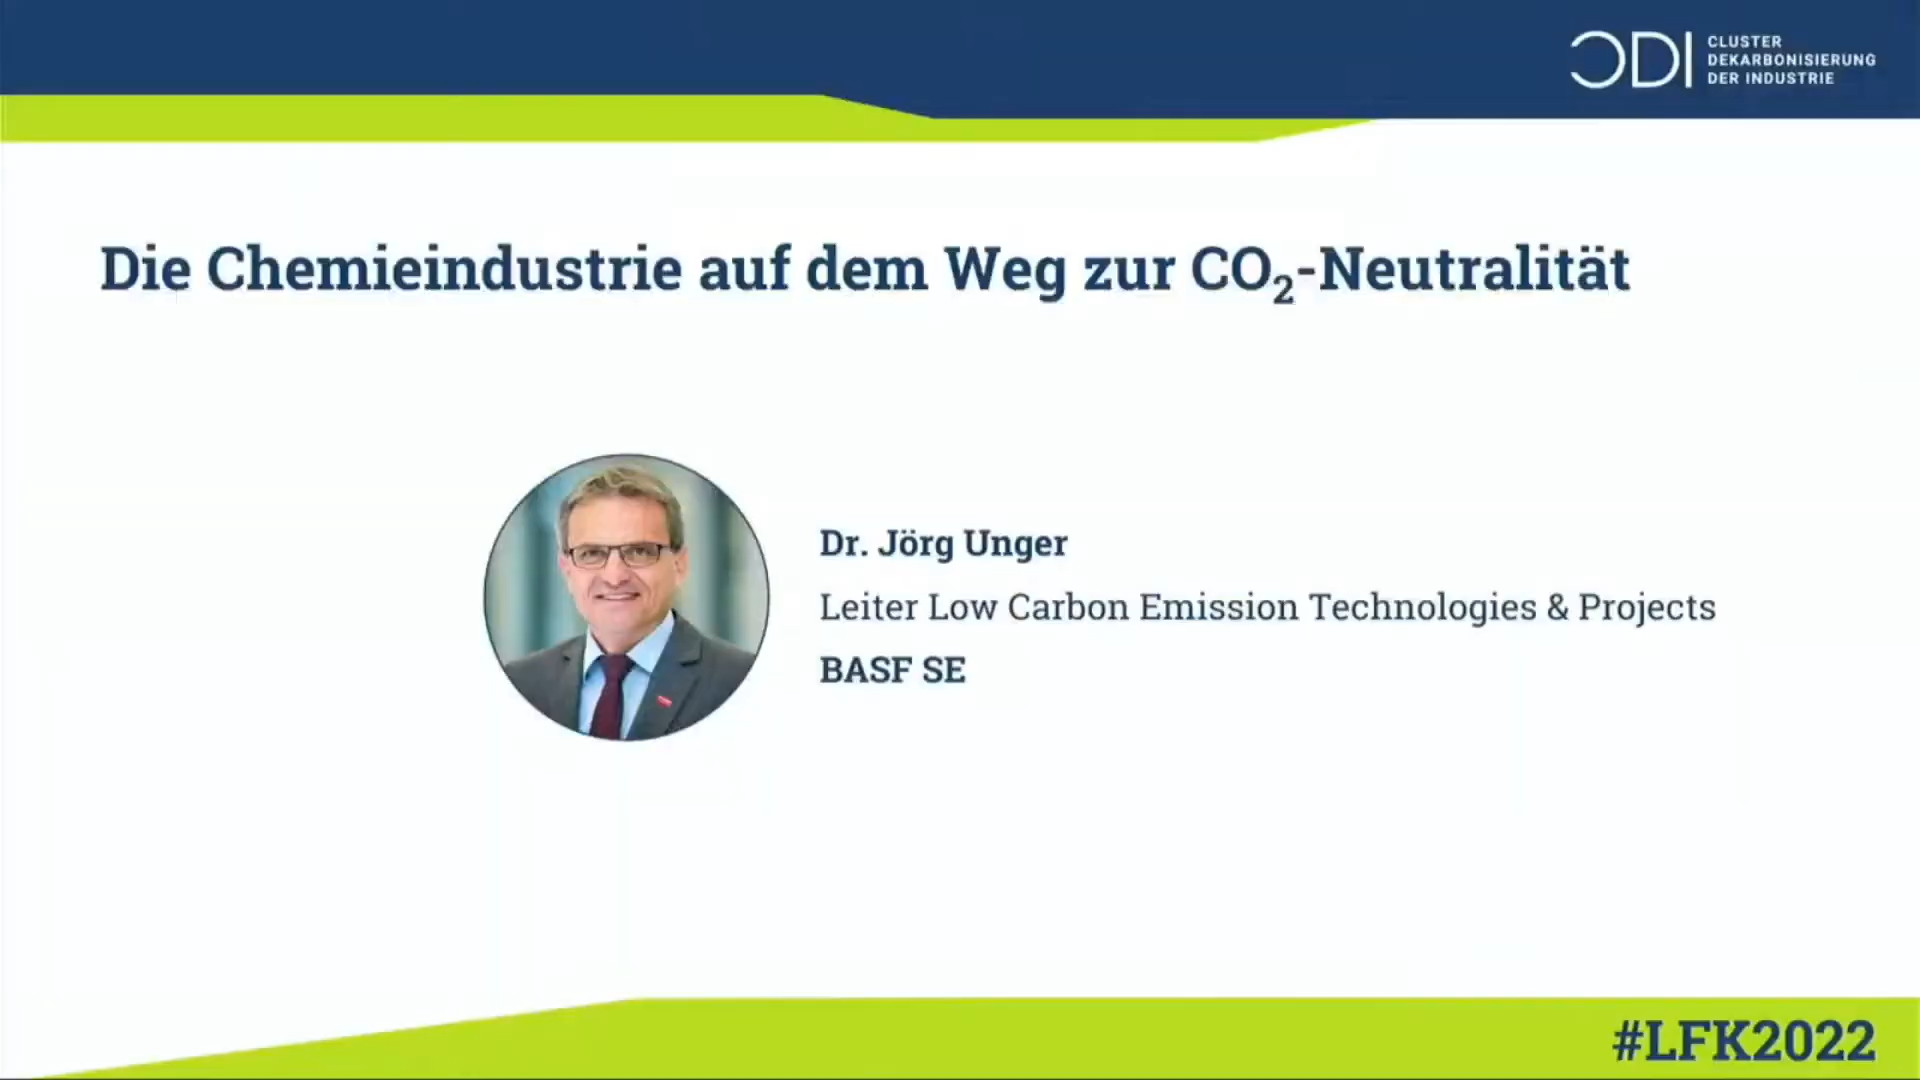 CDI
CLUSTER
DEKARBONISIERUNG
DER INDUSTRIE
Die Chemieindustrie auf dem Weg zur CO₂-Neutralität
Dr. Jörg Unger
Leiter Low Carbon Emission Technologies & Projects
BASF SE
#LFK2022